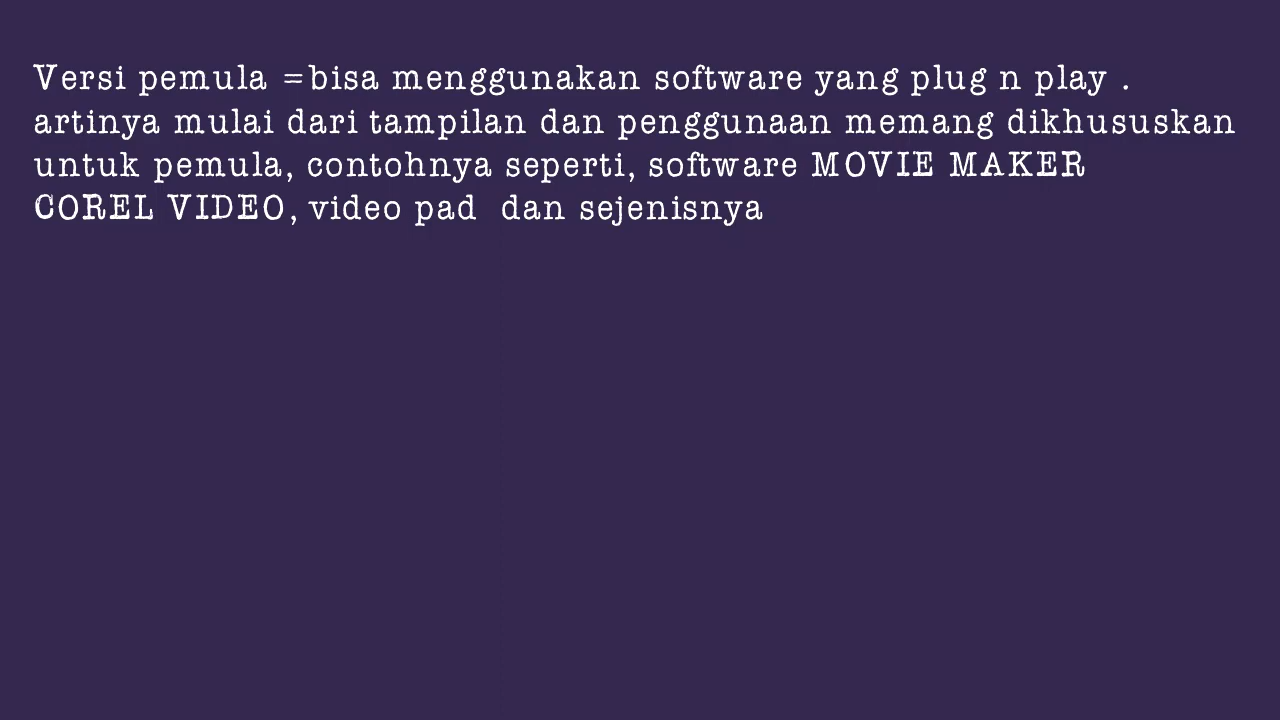 Versi pemula =bisa menggunakan software yang plug n play .
artinya mulai dari tampilan dan penggunaan memang dikhususkan
untuk pemula, contohnya seperti, software MOVIE MAKER
COREL VIDEO, video pad dan sejenisnya